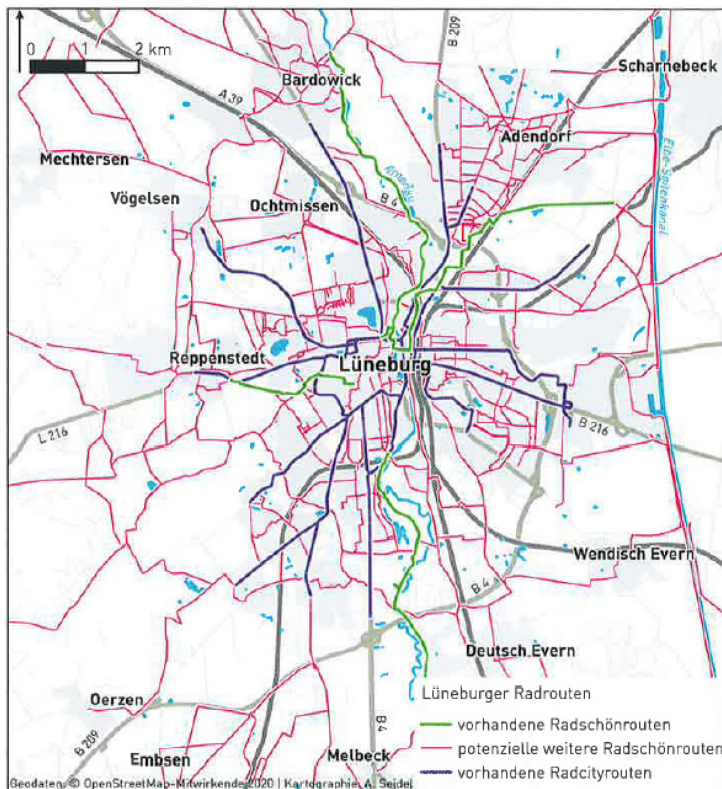 0 1 2 km
B 209
Bardowick
Scharnebeck
A 39
Adendorf
Mechtersen
Ilmenau
Elbe-Seitenkanal
Vögelsen
B 4
Ochtmissen
Reppenstedt
Lüneburg
L 216
B 216
Wendisch Evern
B 4
Deutsch Evern
Oerzen
B 209
B 4
Embsen
Melbeck
Lüneburger Radrouten
vorhandene Radschönrouten
potenzielle weitere Radschönrouten
vorhandene Radcityrouten
Geodaten: © OpenStreetMap-Mitwirkende 2020 | Kartographie: A. Seidel